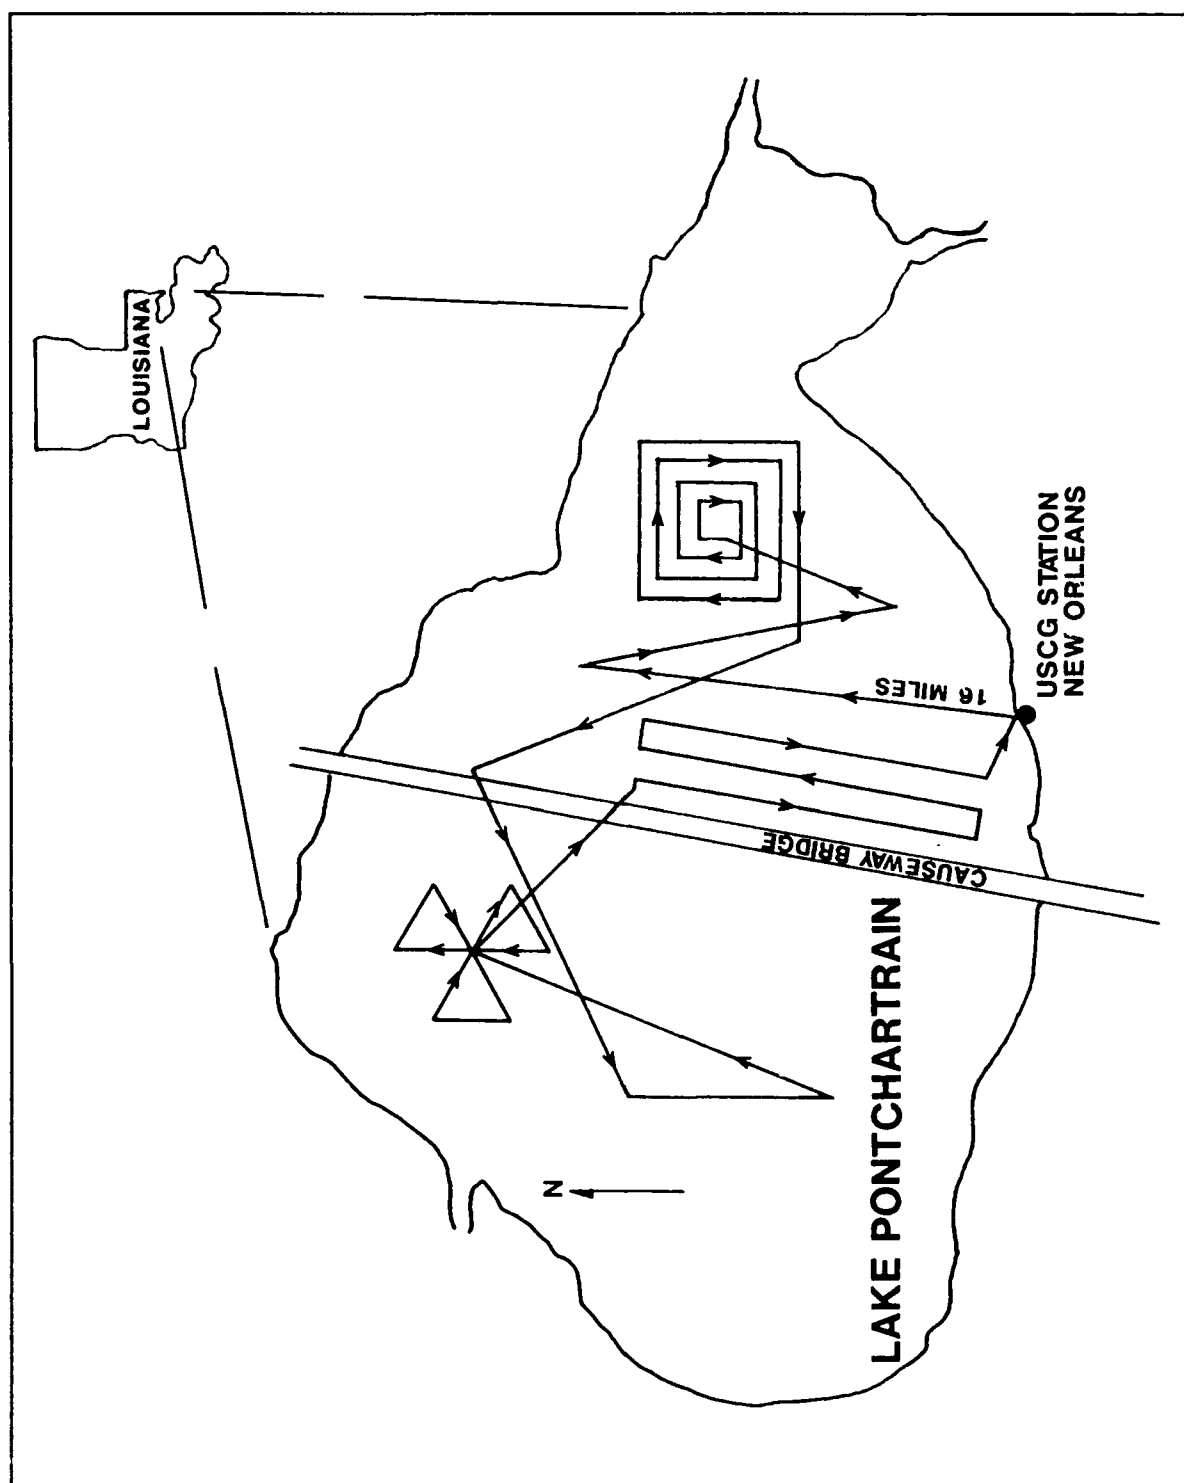 LOUISIANA
16 MILES
CAUSEWAY BRIDGE
USCG STATION
NEW ORLEANS
LAKE PONTCHARTRAIN
N